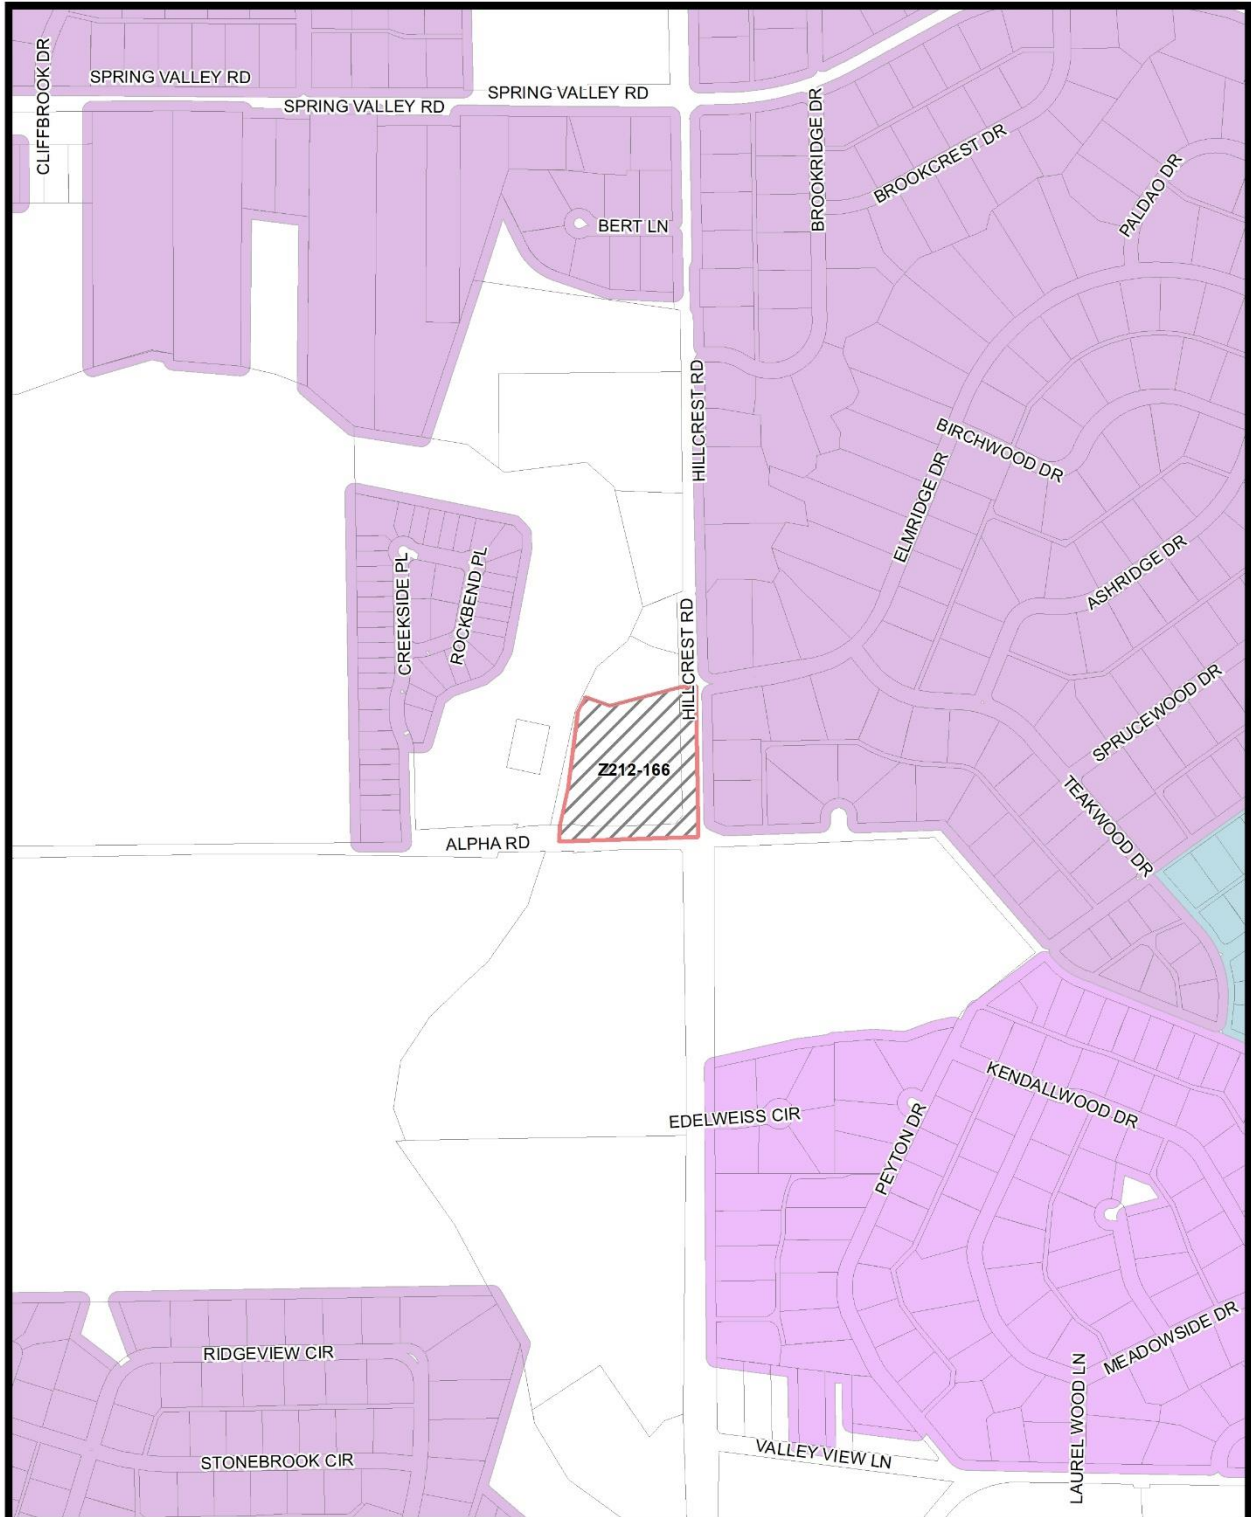 CLIFFBROOK DR
SPRING VALLEY RD
SPRING VALLEY RD
SPRING VALLEY RD
BROOKRIDGE DR
BROOKCREST DR
PALDAO DR
BERT LN
HILLCREST RD
BIRCHWOOD DR
ELMRIDGE DR
ASHRIDGE DR
CREEKSIDE PL
ROCKBEND PL
HILLCREST RD
SPRUCEWOOD DR
Z212-166
TEAKWOOD DR
ALPHA RD
KENDALLWOOD DR
EDELWEISS CIR
PEYTON DR
MEADOWSIDE DR
RIDGEVIEW CIR
LAUREL WOOD LN
STONEBROOK CIR
VALLEY VIEW LN